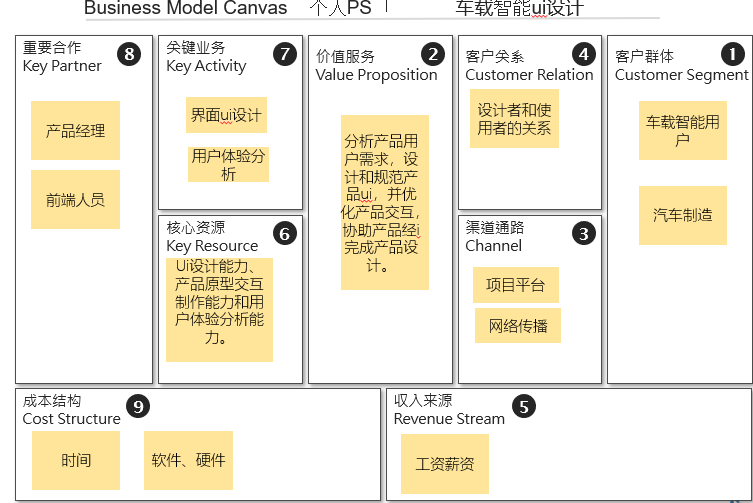 Business Model Canvas 个人PS 车载智能ui设计
重要合作
Key Partner
8
产品经理
前端人员
关键业务
Key Activity
7
界面ui设计
用户体验分
析
核心资源
Key Resource
6
Ui设计能力、
产品原型交互
制作能力和用
户体验分析能
力。
价值服务
Value Proposition
2
分析产品用
户需求，设
计和规范产
品ui，并优
化产品交互，
协助产品经i
完成产品设
计。
客户关系
Customer Relation
4
设计者和使
用者的关系
渠道通路
Channel
3
项目平台
网络传播
客户群体
Customer Segment
1
车载智能用
户
汽车制造
成本结构
Cost Structure
9
时间
软件、硬件
收入来源
Revenue Stream
5
工资薪资